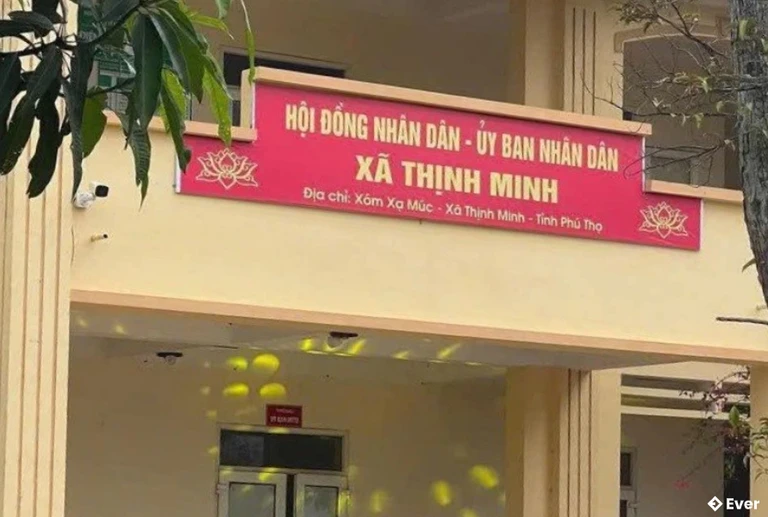 HỘI ĐỒNG NHÂN DÂN - ỦY BAN NHÂN DÂN
XÃ THỊNH MINH
Địa chỉ: Xóm Xạ Múc - Xã Thịnh Minh - Tỉnh Phú Thọ
Ever